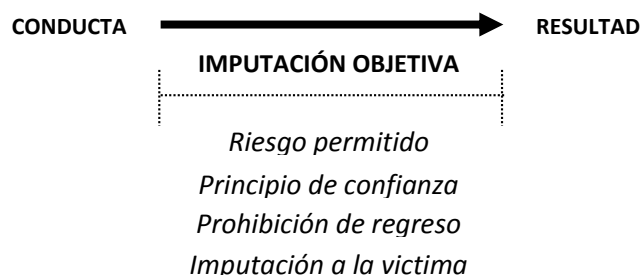 CONDUCTA RESULTAD
IMPUTACIÓN OBJETIVA
Riesgo permitido
Principio de confianza
Prohibición de regreso
Imputación a la victima